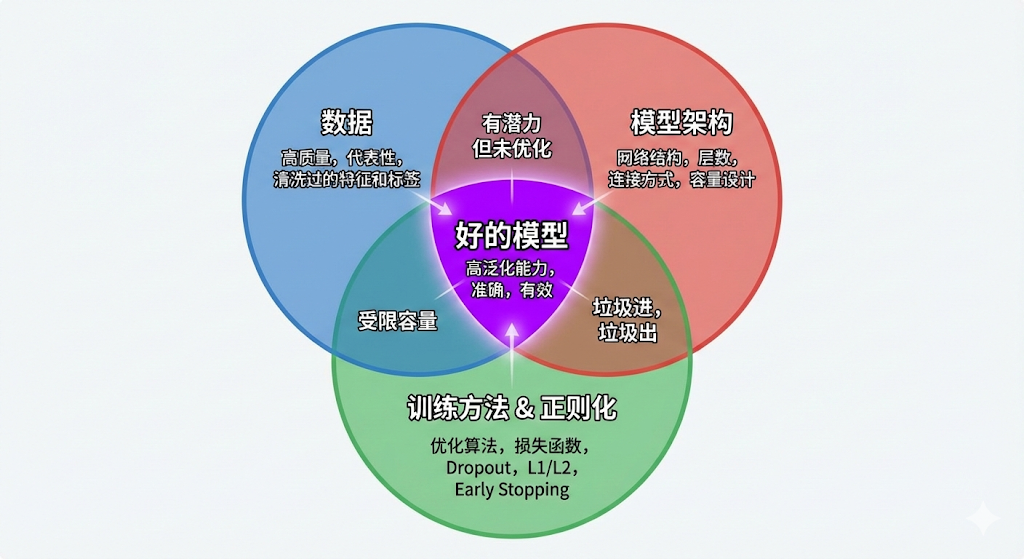 数据
高质量，代表性，
清洗过的特征和标签
有潜力
但未优化
模型架构
网络结构，层数，
连接方式，容量设计
好的模型
高泛化能力，
准确，有效
受限容量
垃圾进，
垃圾出
训练方法 & 正则化
优化算法，损失函数，
Dropout，L1/L2，
Early Stopping